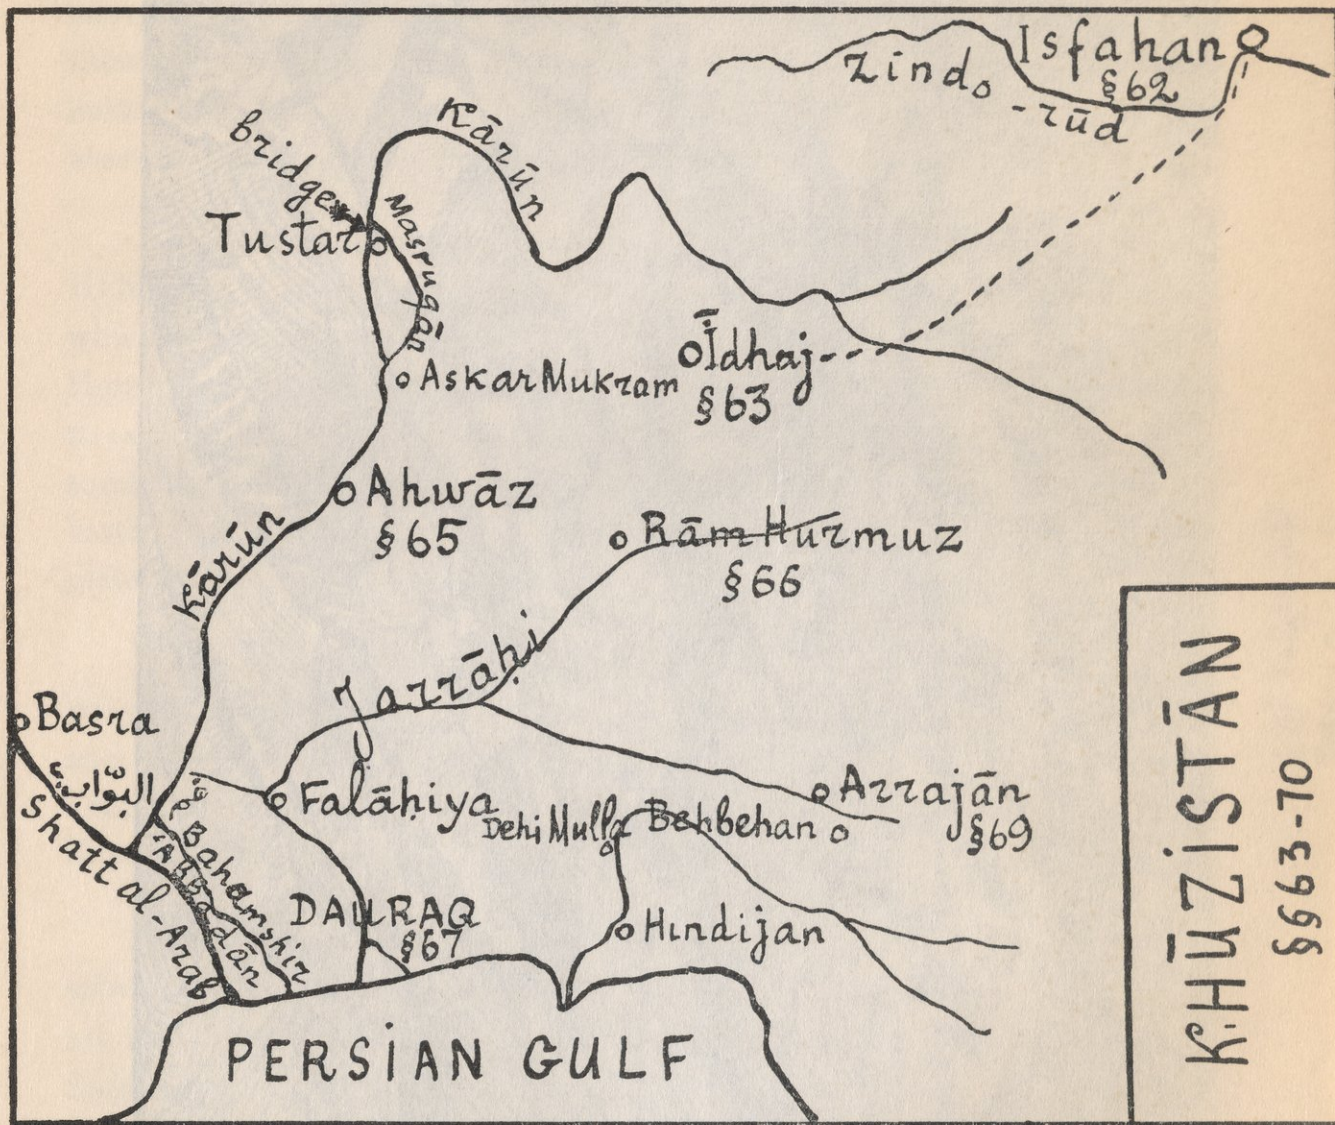 Isfahan
§62
Zind
-rūd
Kārūn
bridge
Masruqān
Tustar
Īdhaj
§63
Askar Mukram
Ahwāz
§65
Kārūn
Rām Hurmuz
§66
Jarrāḥi
Basra
البوّاب
Shatt al-Arab
Falāḥiya
Dehi Mulla
Behbehan
Arrajān
§69
Bahamshir
'Abbadān
DAURAQ
§67
Hindijan
PERSIAN GULF
KHŪZISTĀN
§§63-70